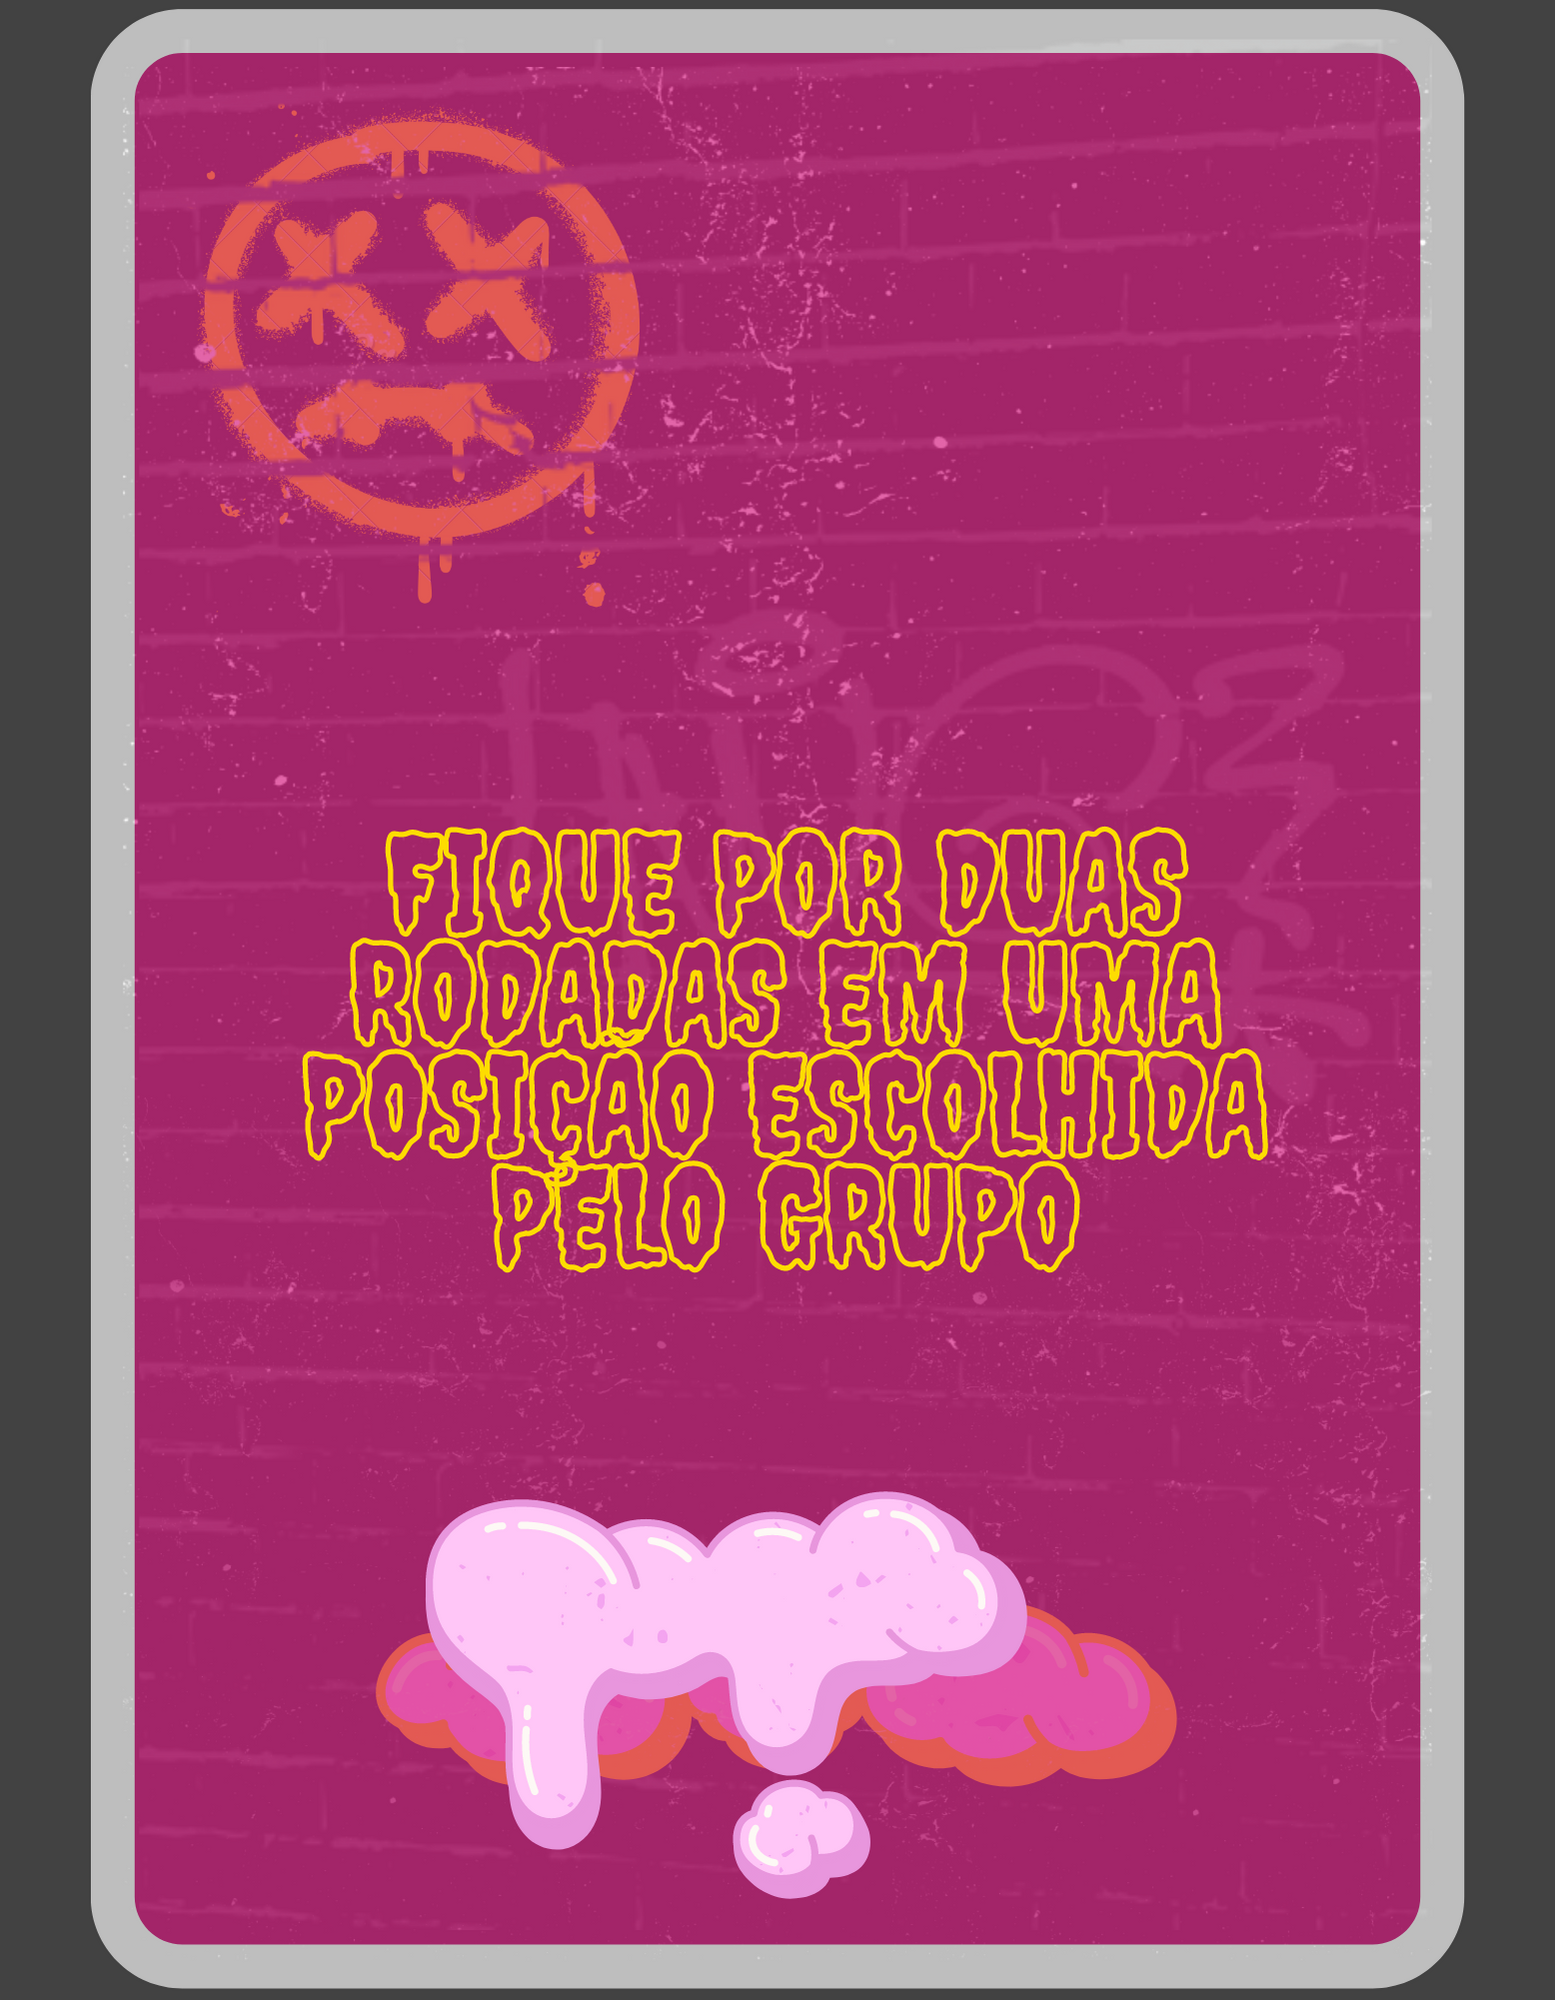 FIQUE POR DUAS
RODADAS EM UMA
POSIÇÃO ESCOLHIDA
PELO GRUPO